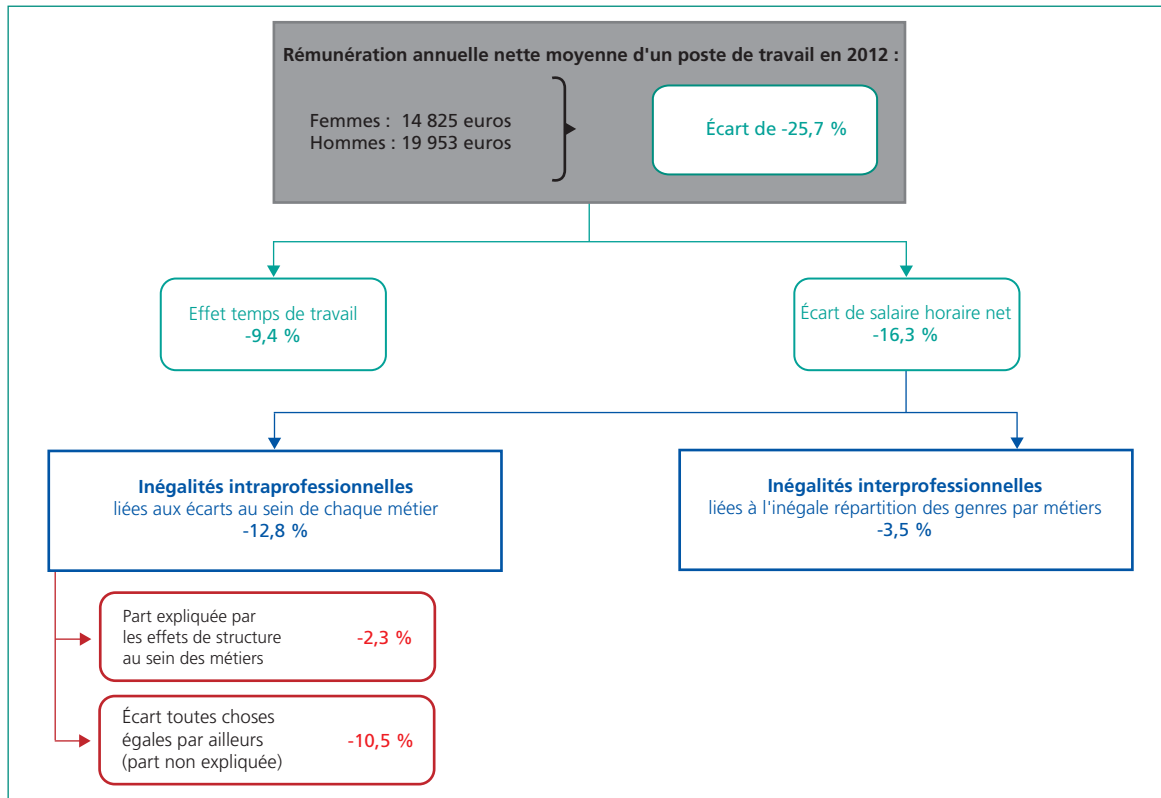 Rémunération annuelle nette moyenne d'un poste de travail en 2012 :
Femmes : 14 825 euros
Hommes : 19 953 euros
Écart de -25,7 %
Effet temps de travail
-9,4 %
Écart de salaire horaire net
-16,3 %
Inégalités intraprofessionnelles
liées aux écarts au sein de chaque métier
-12,8 %
Inégalités interprofessionnelles
liées à l'inégale répartition des genres par métiers
-3,5 %
Part expliquée par
les effets de structure
au sein des métiers
-2,3 %
Écart toutes choses
égales par ailleurs
(part non expliquée)
-10,5 %